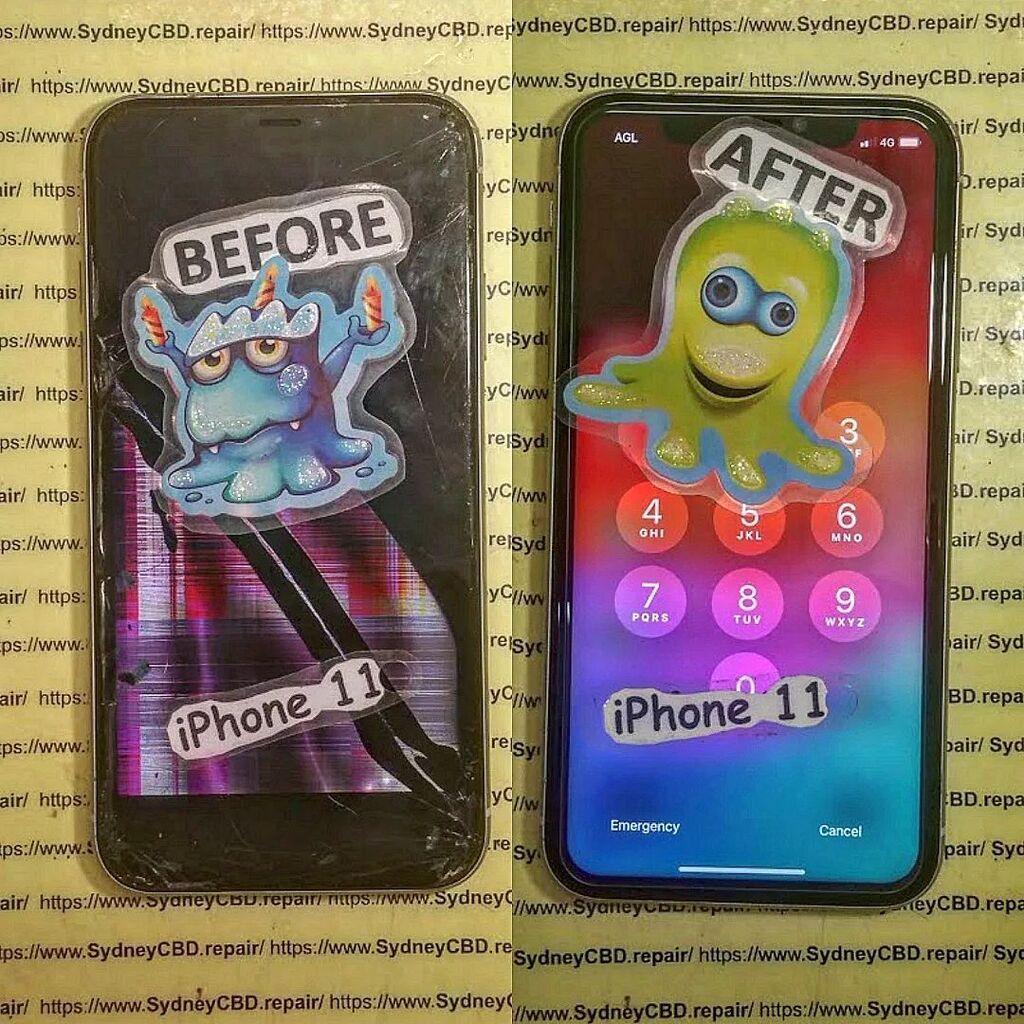 https://www.SydneyCBD.repair/ https://www.SydneyCBD.repair/
BEFORE
iPhone 11
AGL
4G
AFTER
3
4 5 6
GHI JKL MNO
7 8 9
PQRS TUV WXYZ
0
iPhone 11
Emergency Cancel
https://www.SydneyCBD.repair/ https://www.SydneyCBD.repair/